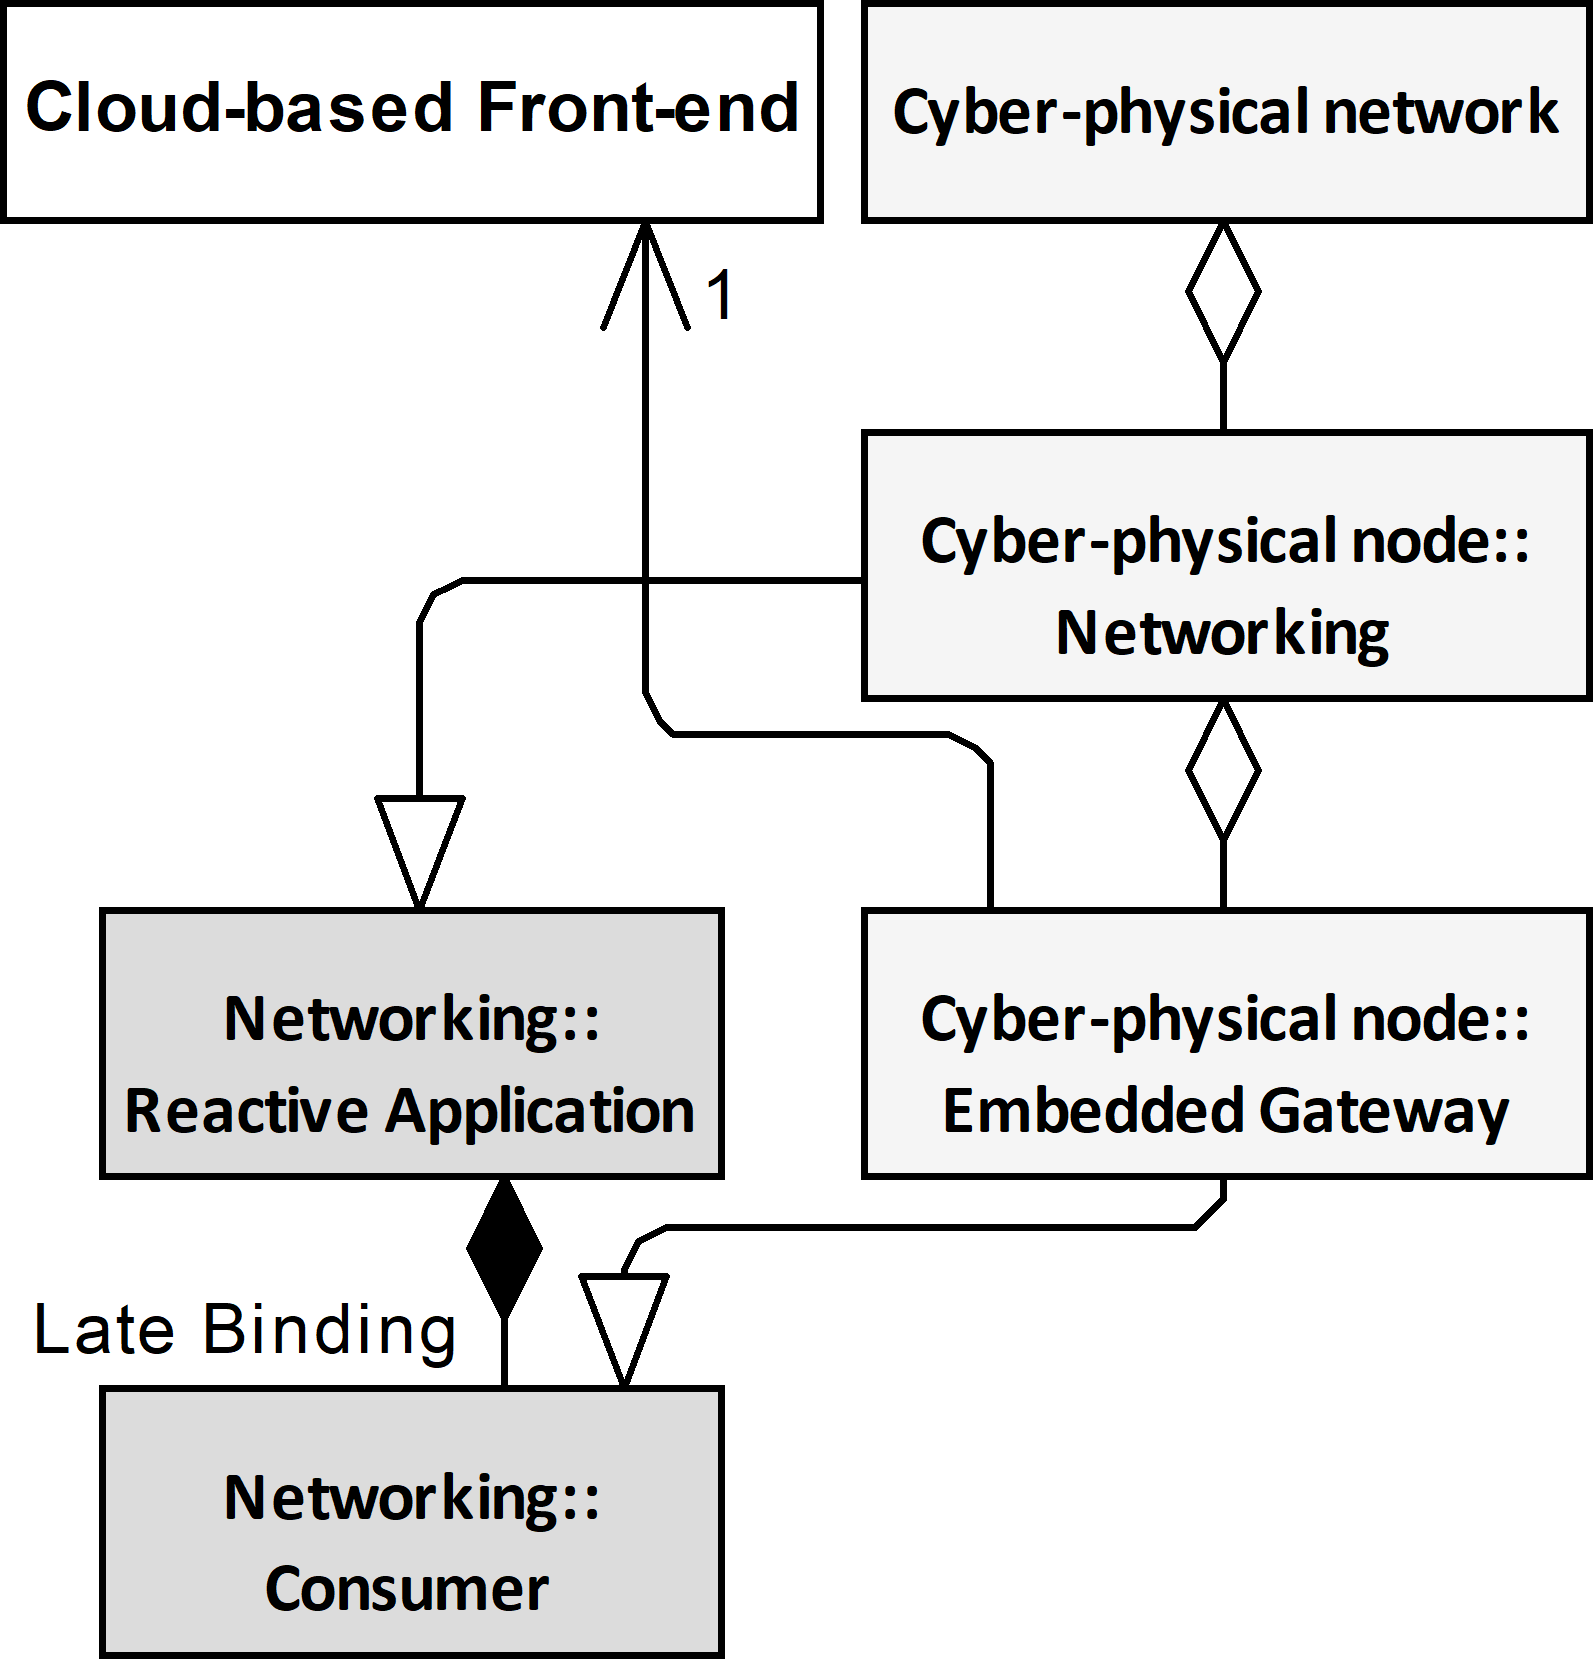 Cloud-based Front-end
Cyber-physical network
1
Cyber-physical node::
Networking
Networking::
Reactive Application
Cyber-physical node::
Embedded Gateway
Late Binding
Networking::
Consumer